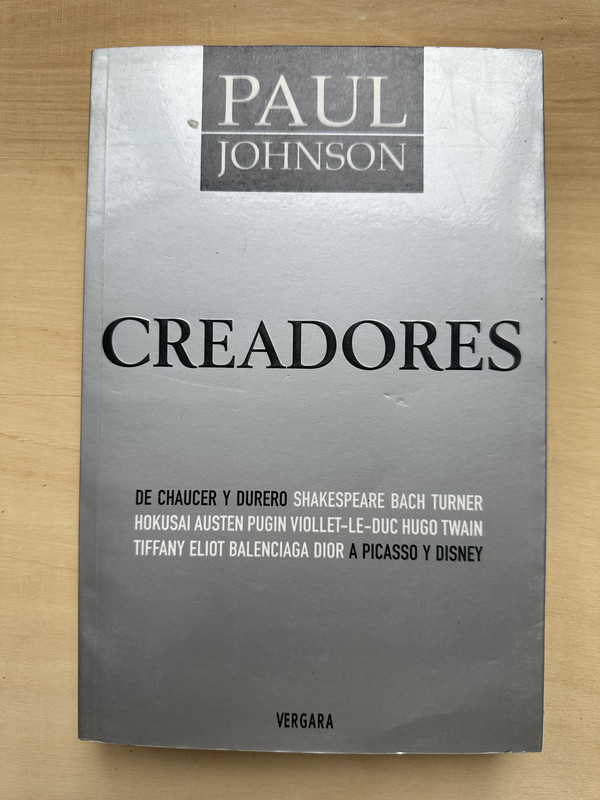 PAUL
JOHNSON
CREADORES
DE CHAUCER Y DURERO SHAKESPEARE BACH TURNER
HOKUSAI AUSTEN PUGIN VIOLLET-LE-DUC HUGO TWAIN
TIFFANY ELIOT BALENCIAGA DIOR A PICASSO Y DISNEY
VERGARA